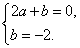 2a + b = 0,
b = −2.